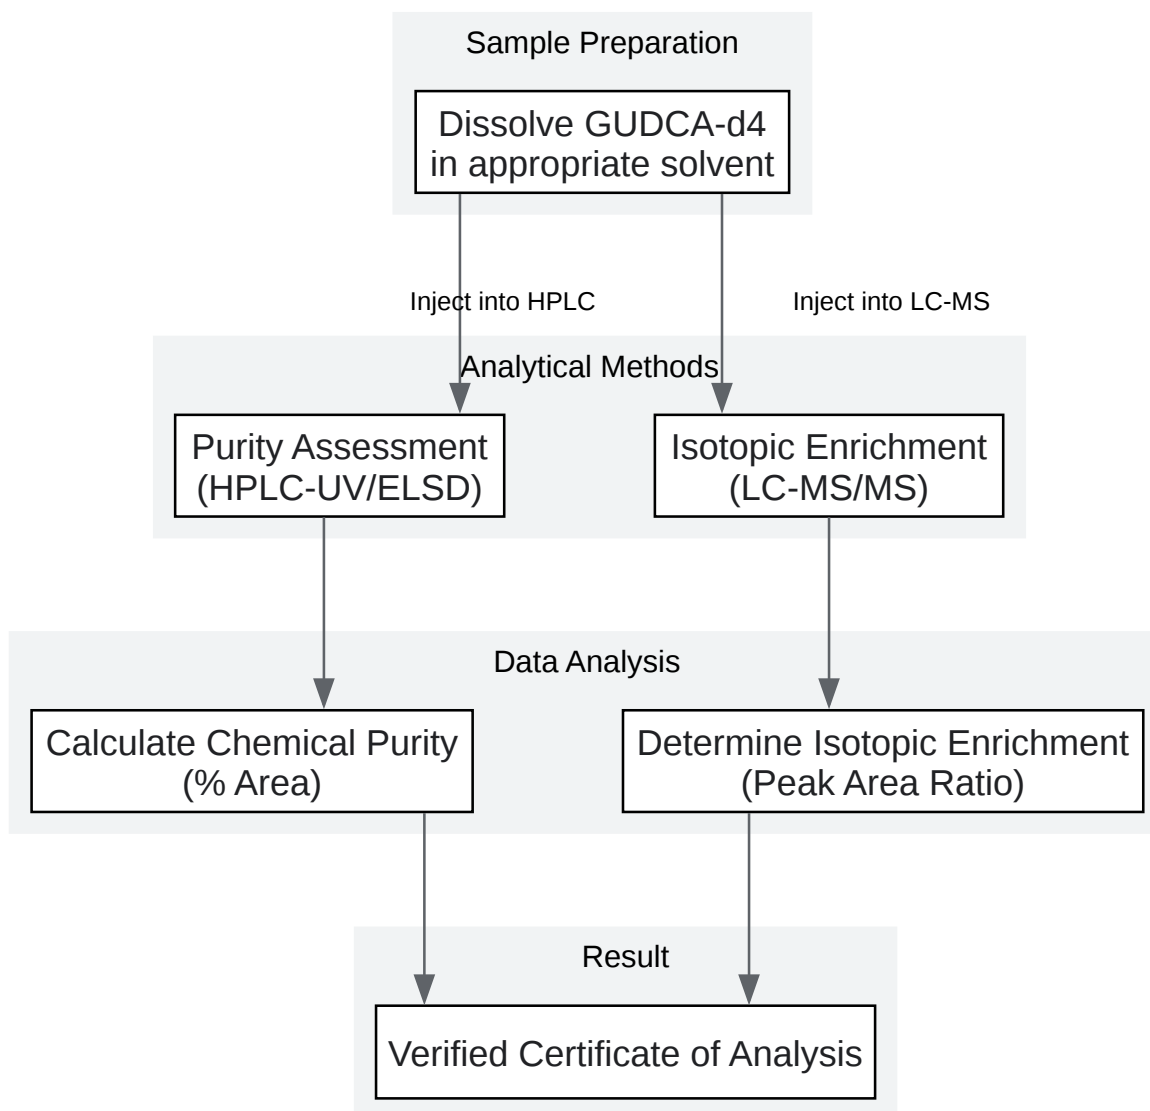 Sample Preparation
Dissolve GUDCA-d4
in appropriate solvent
Inject into HPLC
Inject into LC-MS
Analytical Methods
Purity Assessment
(HPLC-UV/ELSD)
Isotopic Enrichment
(LC-MS/MS)
Data Analysis
Calculate Chemical Purity
(% Area)
Determine Isotopic Enrichment
(Peak Area Ratio)
Result
Verified Certificate of Analysis